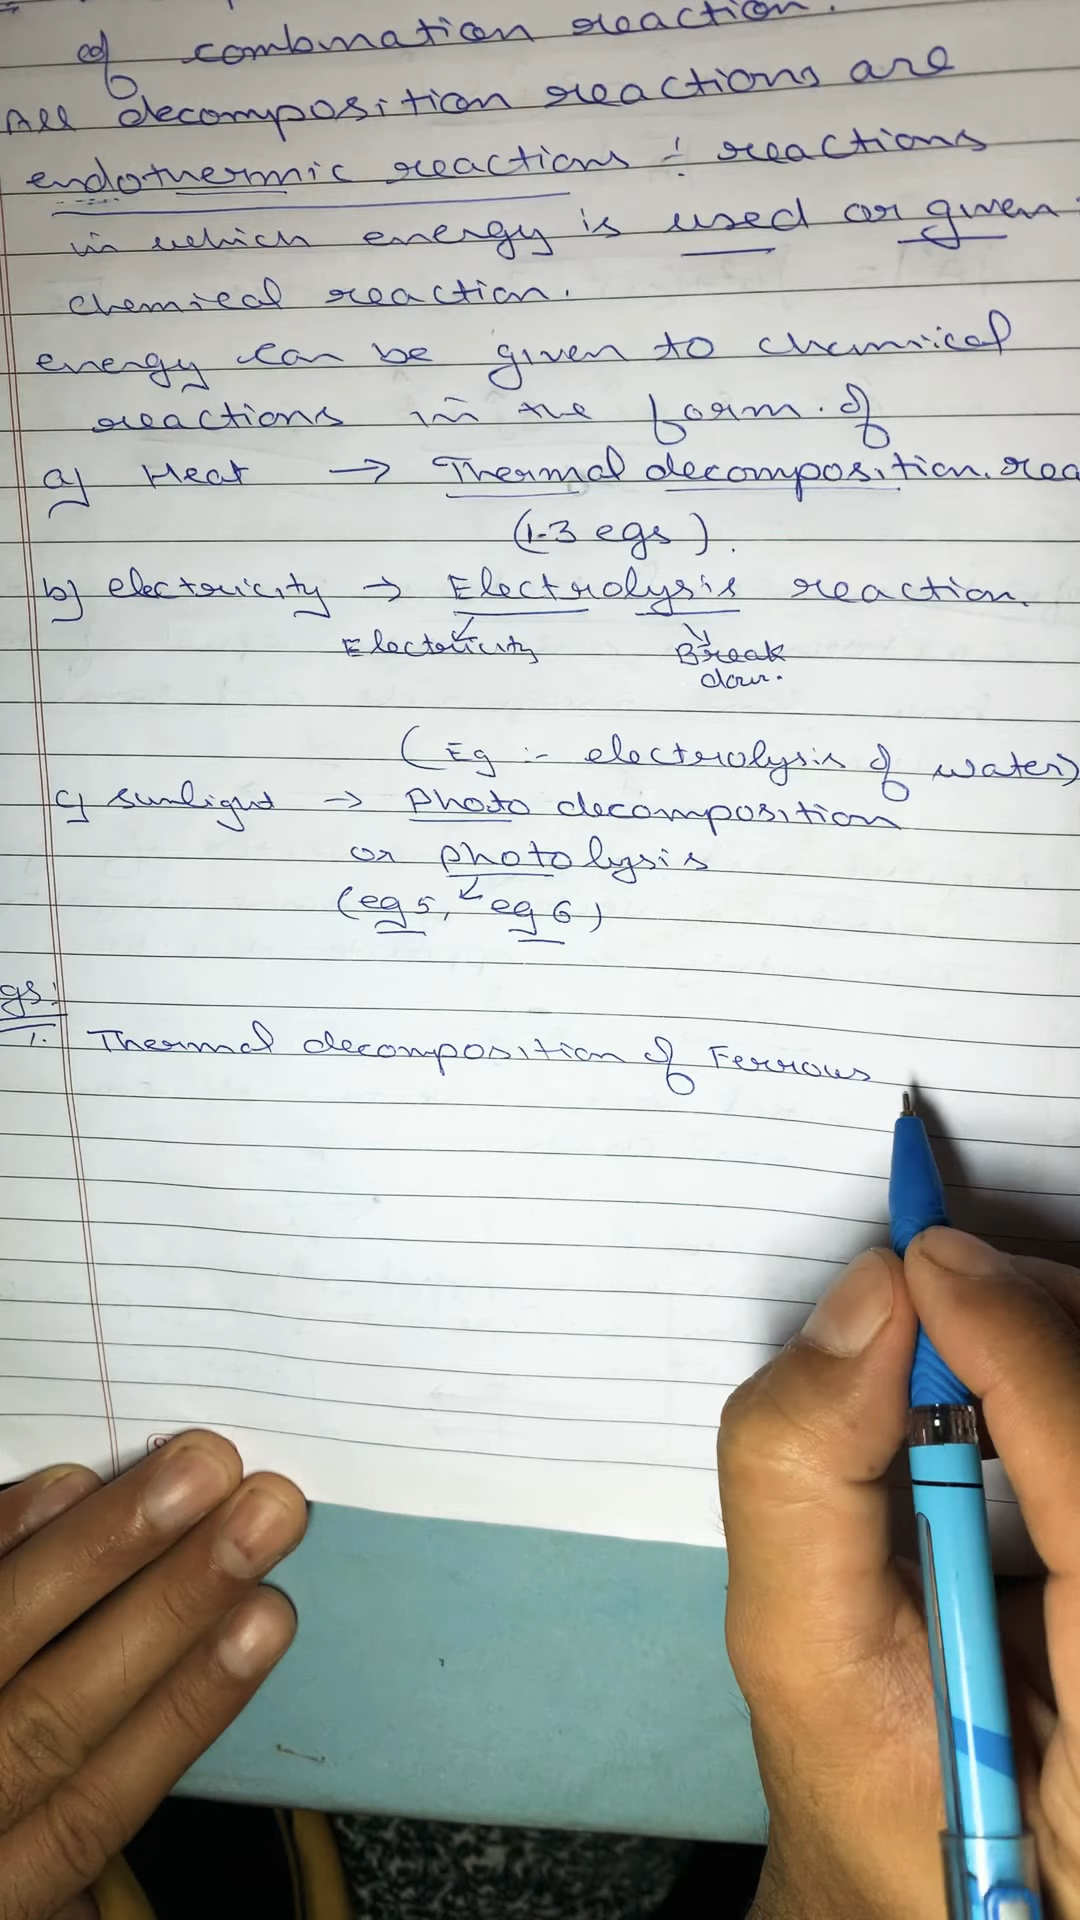 of combination reaction.
All decomposition reactions are
endothermic reactions ÷ reactions
in which energy is used or given
chemical reaction.
energy can be given to chemical
reactions in the form of
a) Heat → Thermal decomposition rea
(1-3 egs).
b) electricity → Electrolysis reaction.
Electricity Break
down.
(Eg :- electrolysis of water)
c) sunlight → Photo decomposition
or photolysis
(eg 5, eg 6)
gs:
1. Thermal decomposition of Ferrous